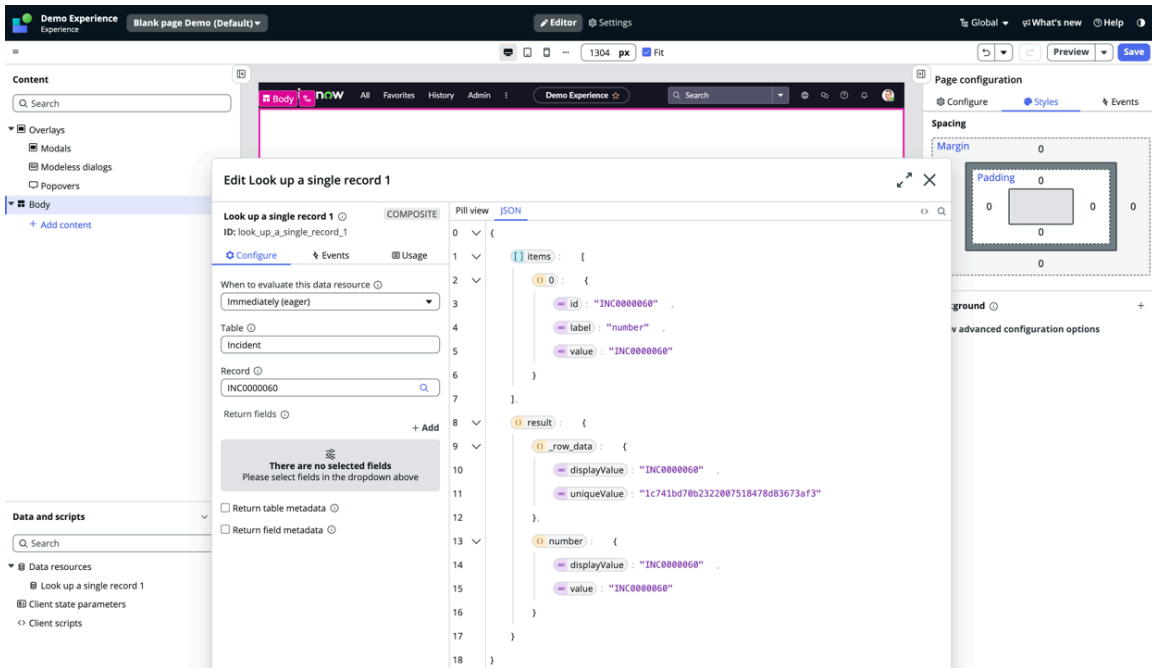 Demo Experience
Experience
Blank page Demo (Default)
Editor
Settings
Global
What's new
Help
1304 px
Fit
Preview
Save
Content
Search
Overlays
Modals
Modeless dialogs
Popovers
Body
+ Add content
Body
now
All
Favorites
History
Admin
Demo Experience
Search
Page configuration
Configure
Styles
Events
Spacing
Margin
0
Padding
0
0
0
0
0
0
ground
+
w advanced configuration options
Edit Look up a single record 1
Look up a single record 1
COMPOSITE
ID: look_up_a_single_record_1
Configure
Events
Usage
When to evaluate this data resource
Immediately (eager)
Table
Incident
Record
INC0000060
Return fields
+ Add
There are no selected fields
Please select fields in the dropdown above
Return table metadata
Return field metadata
Pill view
JSON
0 {
1 [] items : [
2 {} 0 : {
3 id : "INC0000060" ,
4 label : "number" ,
5 value : "INC0000060"
6 }
7 ],
8 {} result : {
9 {} _row_data : {
10 displayValue : "INC0000060" ,
11 uniqueValue : "1c741bd70b2322007518478d83673af3"
12 },
13 {} number : {
14 displayValue : "INC0000060" ,
15 value : "INC0000060"
16 }
17 }
18 }
Data and scripts
Search
Data resources
Look up a single record 1
Client state parameters
Client scripts